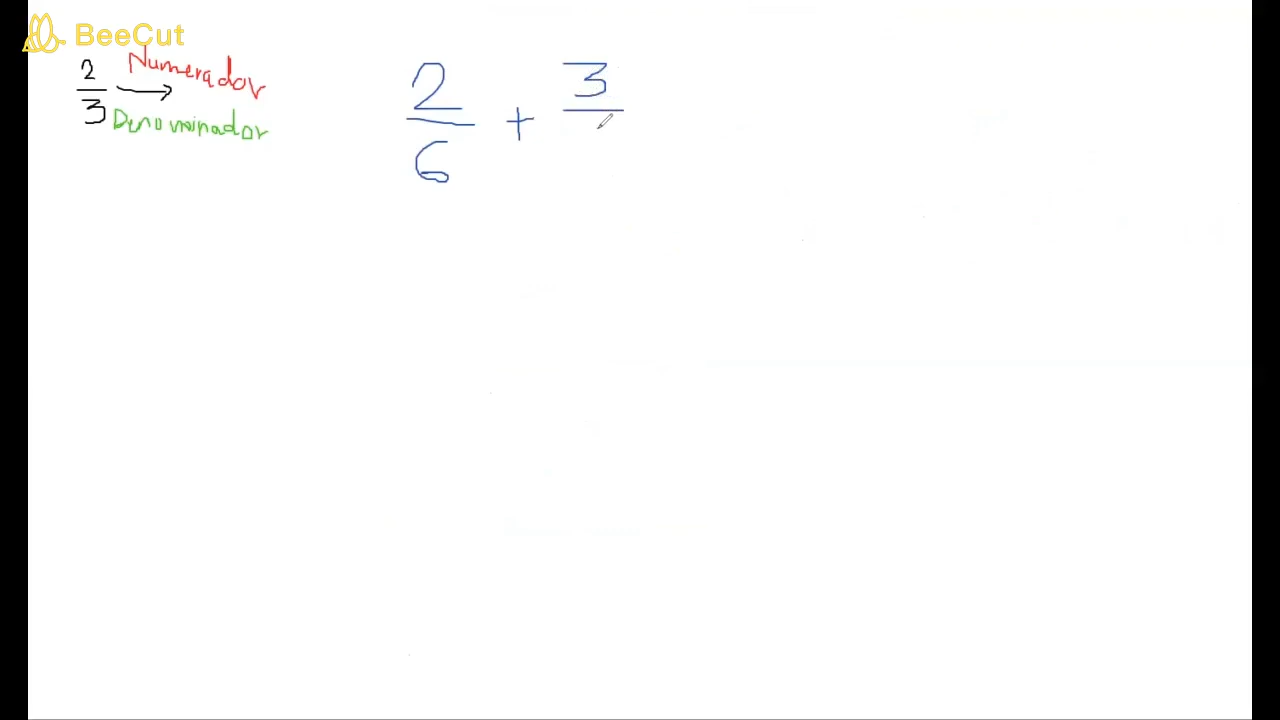 BeeCut
2/3 → Numerador
Denominador
2/6 + 3/